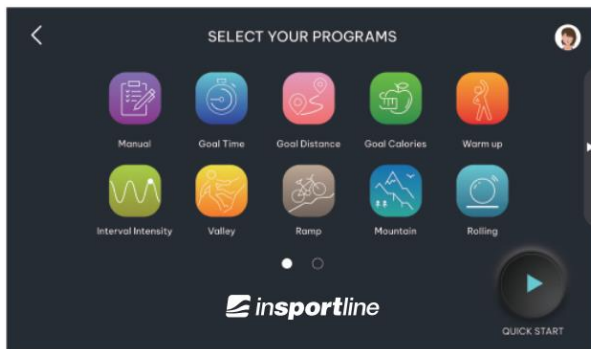 SELECT YOUR PROGRAMS
Manual Goal Time Goal Distance Goal Calories Warm up
Interval Intensity Valley Ramp Mountain Rolling
insportline
QUICK START